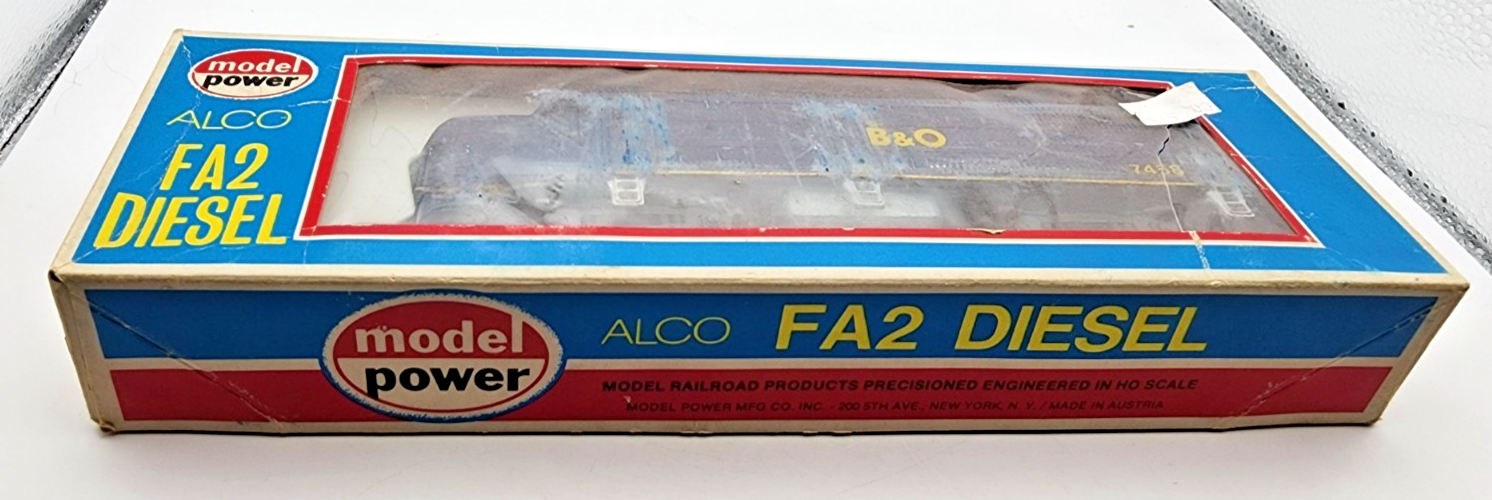 model
power
ALCO
FA2
DIESEL
B&O
model
power
ALCO FA2 DIESEL
MODEL RAILROAD PRODUCTS PRECISIONED ENGINEERED IN HO SCALE
MODEL POWER MFG CO. INC. - 200 5TH AVE., NEW YORK, N.Y. / MADE IN AUSTRIA